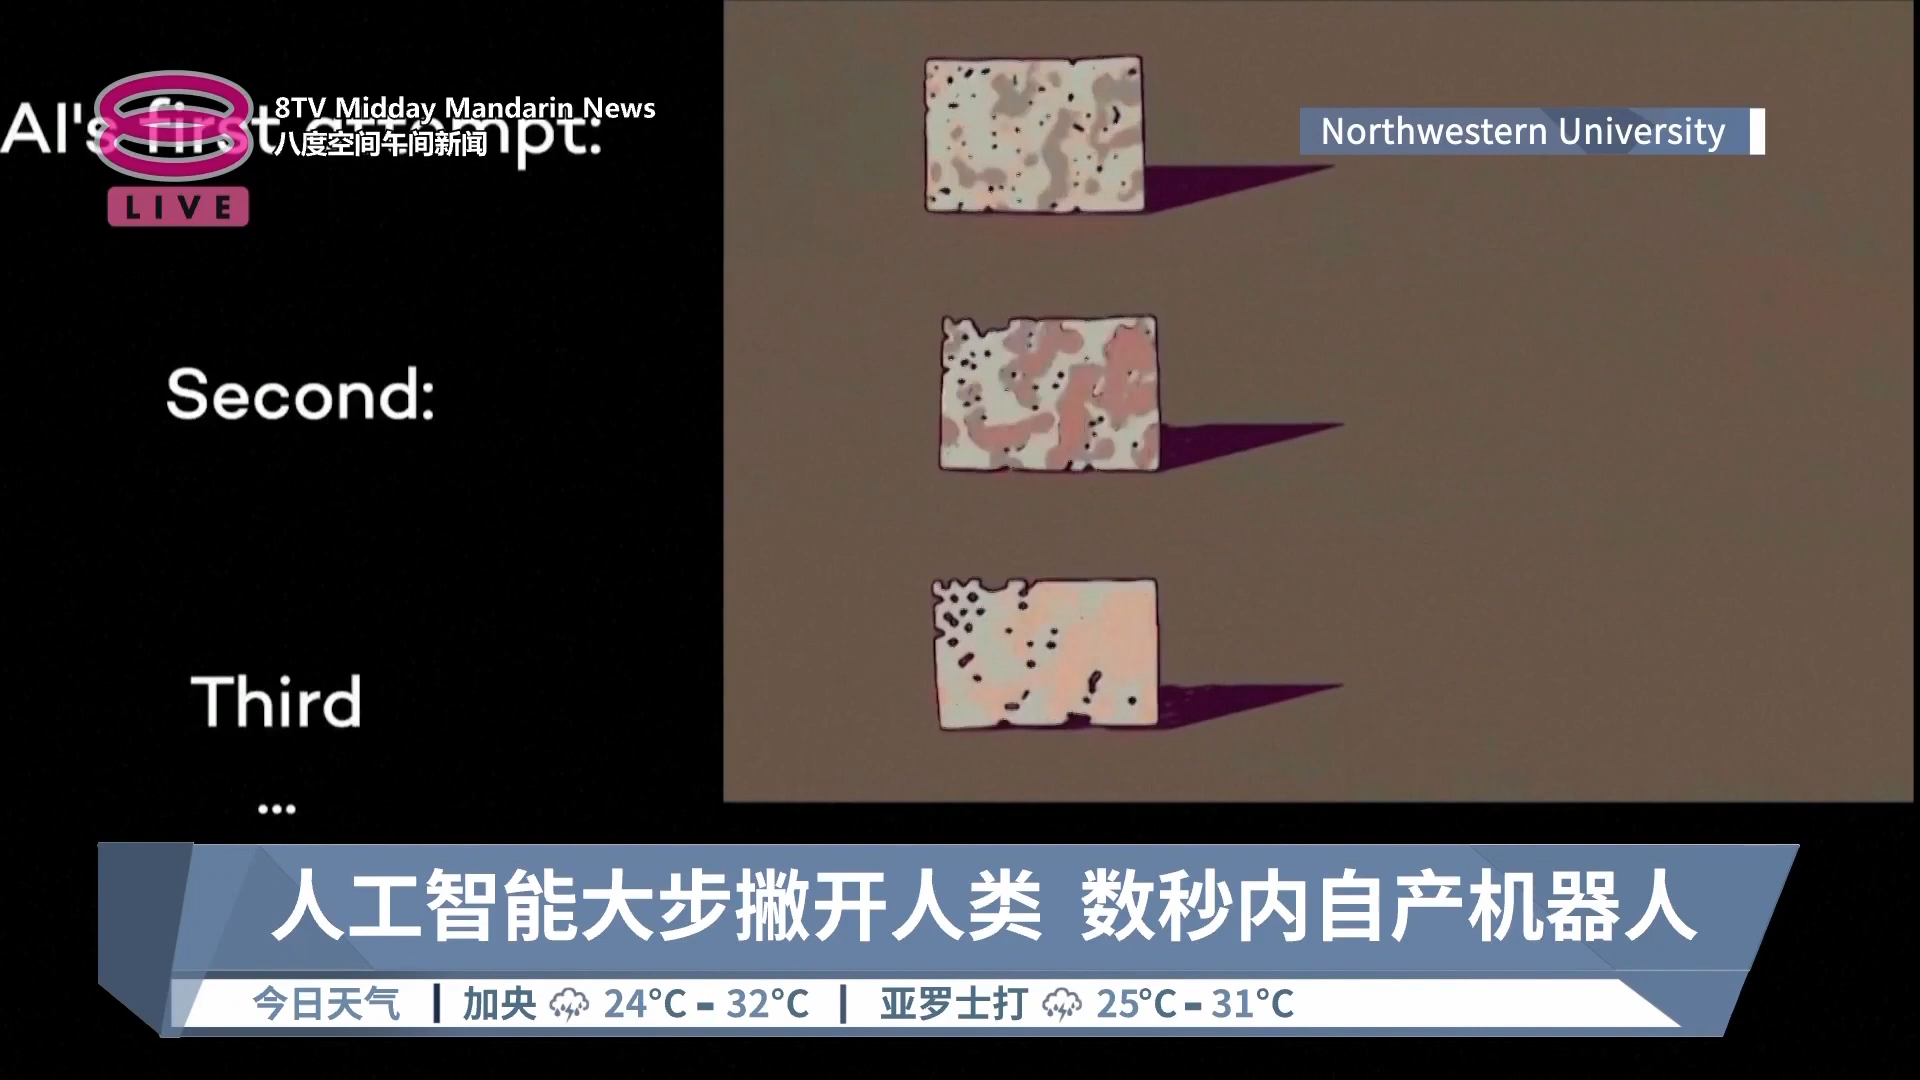 AI's first attempt:
8TV Midday Mandarin News
八度空间午间新闻
LIVE
Northwestern University
Second:
Third
...
人工智能大步撇开人类 数秒内自产机器人
今日天气 | 加央 24°C - 32°C | 亚罗士打 25°C - 31°C